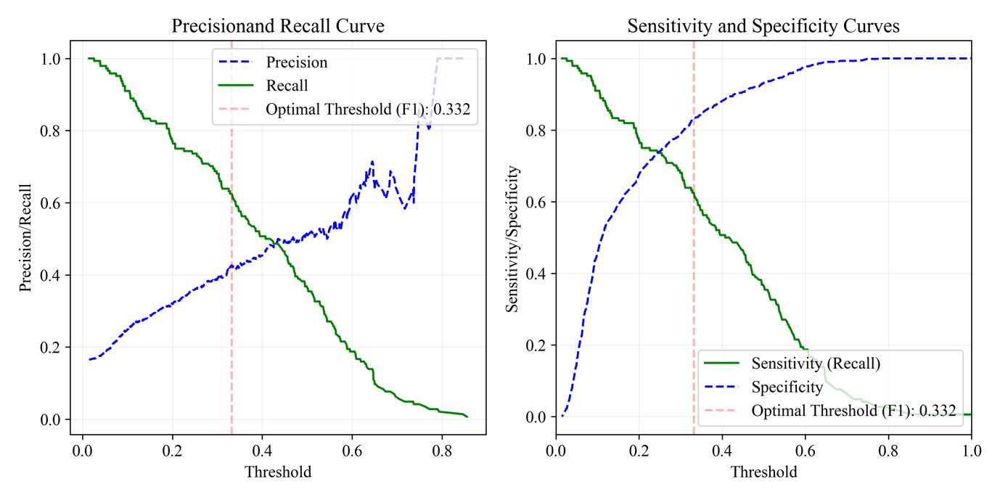 Precisionand Recall Curve
Precision
Recall
Optimal Threshold (F1): 0.332
Precision/Recall
1.0
0.8
0.6
0.4
0.2
0.0
0.0 0.2 0.4 0.6 0.8
Threshold
Sensitivity and Specificity Curves
Sensitivity/Specificity
1.0
0.8
0.6
0.4
0.2
0.0
Sensitivity (Recall)
Specificity
Optimal Threshold (F1): 0.332
0.0 0.2 0.4 0.6 0.8 1.0
Threshold